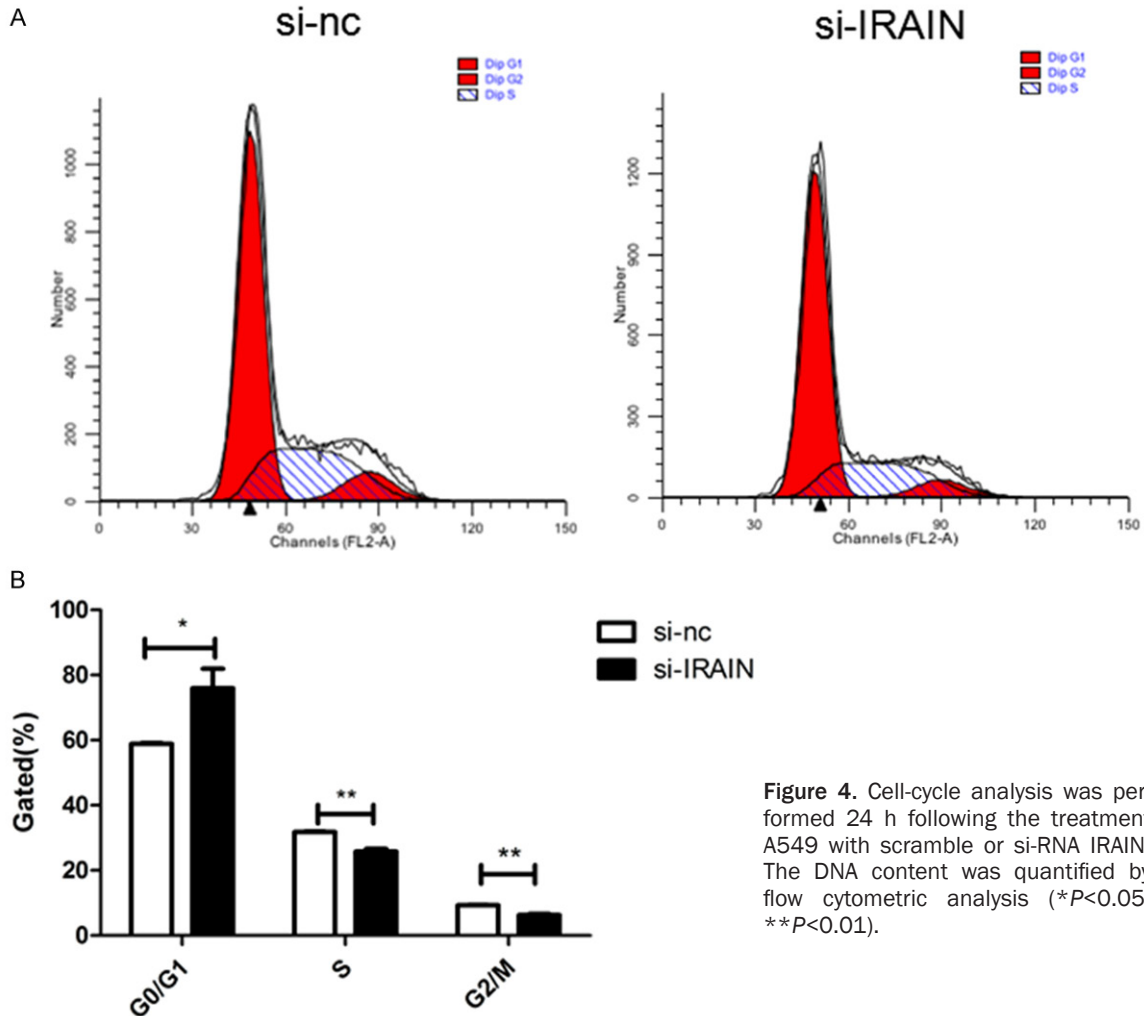 A
si-nc
si-IRAIN
Dip G1
Dip G2
Dip S
Dip G1
Dip G2
Dip S
Number
0
200
400
600
800
1000
0
30
60
90
120
150
Channels (FL2-A)
Number
0
300
600
900
1200
0
30
60
90
120
150
Channels (FL2-A)
B
Gated(%)
100
80
60
40
20
0
*
**
**
G0/G1
S
G2/M
si-nc
si-IRAIN
Figure 4. Cell-cycle analysis was per
formed 24 h following the treatment
A549 with scramble or si-RNA IRAIN
The DNA content was quantified by
flow cytometric analysis (*P<0.05
**P<0.01).